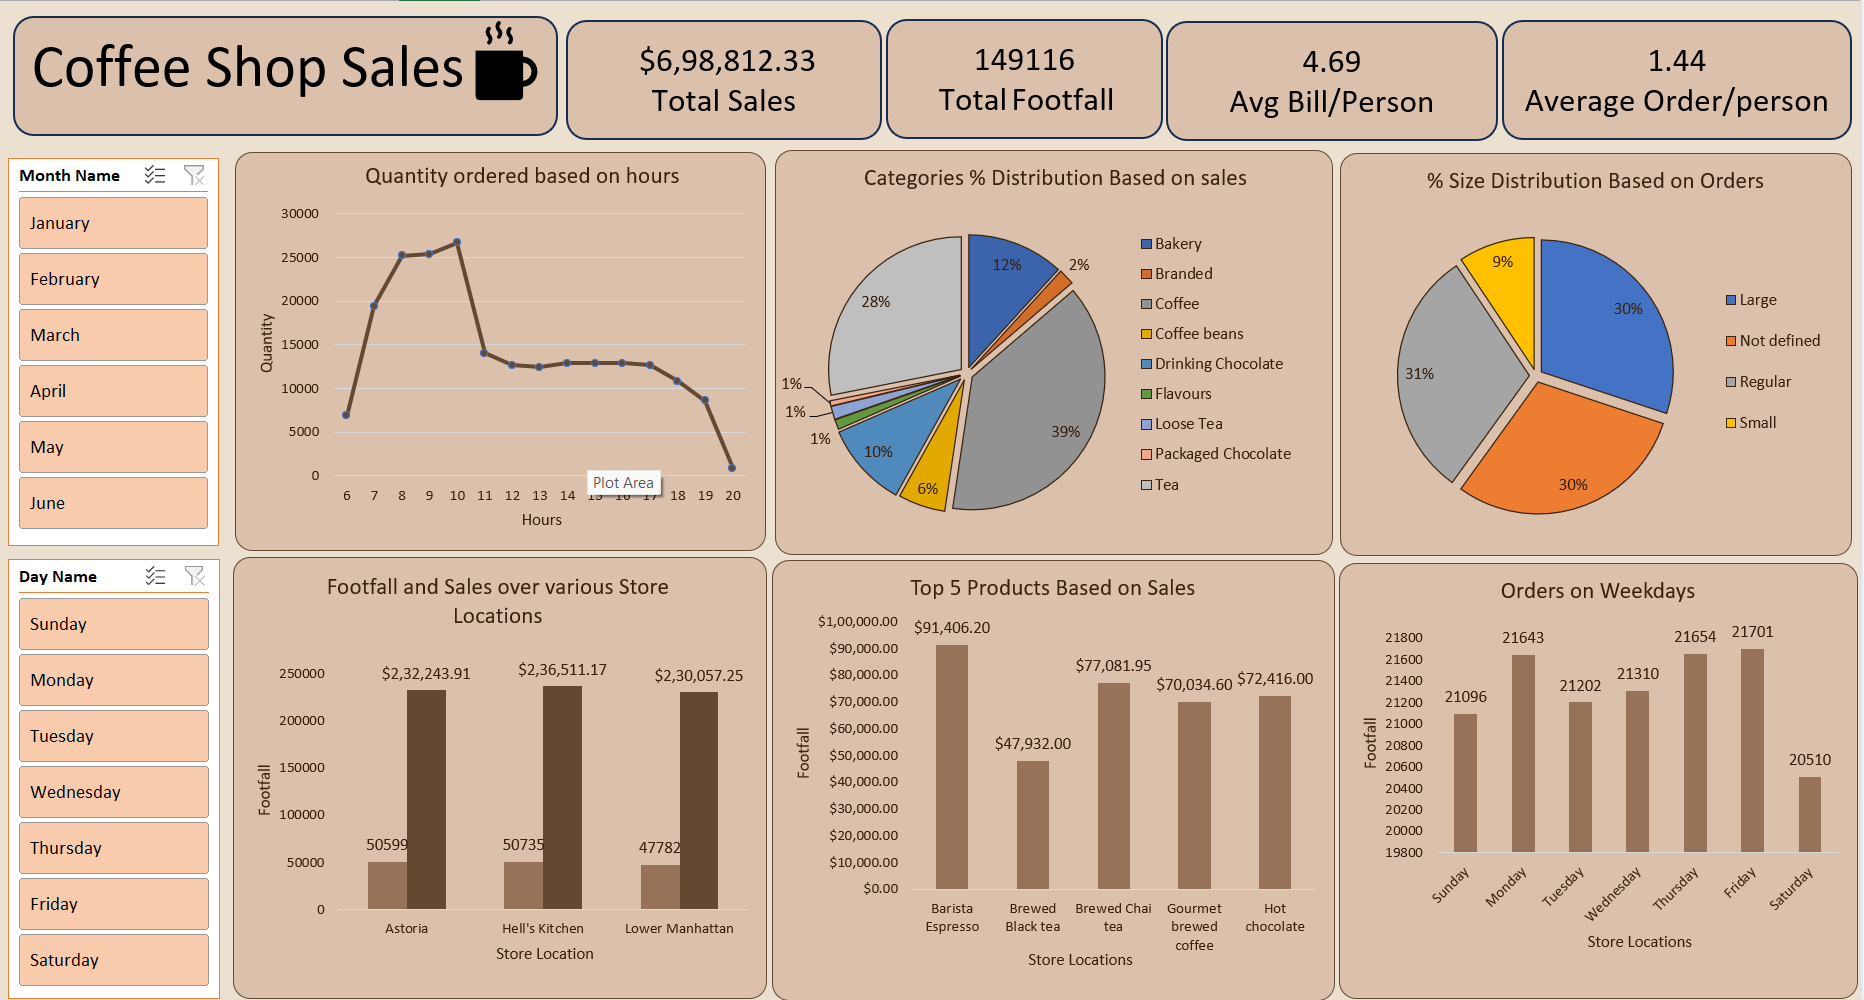 Coffee Shop Sales
$6,98,812.33
Total Sales
149116
Total Footfall
4.69
Avg Bill/Person
1.44
Average Order/person
Month Name
January
February
March
April
May
June
Day Name
Sunday
Monday
Tuesday
Wednesday
Thursday
Friday
Saturday
Quantity ordered based on hours
30000
25000
20000
15000
10000
5000
0
Quantity
6 7 8 9 10 11 12 13 14 15 16 17 18 19 20
Plot Area
Hours
Categories % Distribution Based on sales
12%
2%
39%
6%
10%
1%
1%
1%
28%
Bakery
Branded
Coffee
Coffee beans
Drinking Chocolate
Flavours
Loose Tea
Packaged Chocolate
Tea
% Size Distribution Based on Orders
30%
30%
31%
9%
Large
Not defined
Regular
Small
Footfall and Sales over various Store
Locations
250000
200000
150000
100000
50000
0
Footfall
$2,32,243.91
$2,36,511.17
$2,30,057.25
50599
50735
47782
Astoria
Hell's Kitchen
Lower Manhattan
Store Location
Top 5 Products Based on Sales
$1,00,000.00
$90,000.00
$80,000.00
$70,000.00
$60,000.00
$50,000.00
$40,000.00
$30,000.00
$20,000.00
$10,000.00
$0.00
Footfall
$91,406.20
$47,932.00
$77,081.95
$70,034.60
$72,416.00
Barista
Espresso
Brewed
Black tea
Brewed Chai
tea
Gourmet
brewed
coffee
Hot
chocolate
Store Locations
Orders on Weekdays
21800
21600
21400
21200
21000
20800
20600
20400
20200
20000
19800
Footfall
21096
21643
21202
21310
21654
21701
20510
Sunday
Monday
Tuesday
Wednesday
Thursday
Friday
Saturday
Store Locations